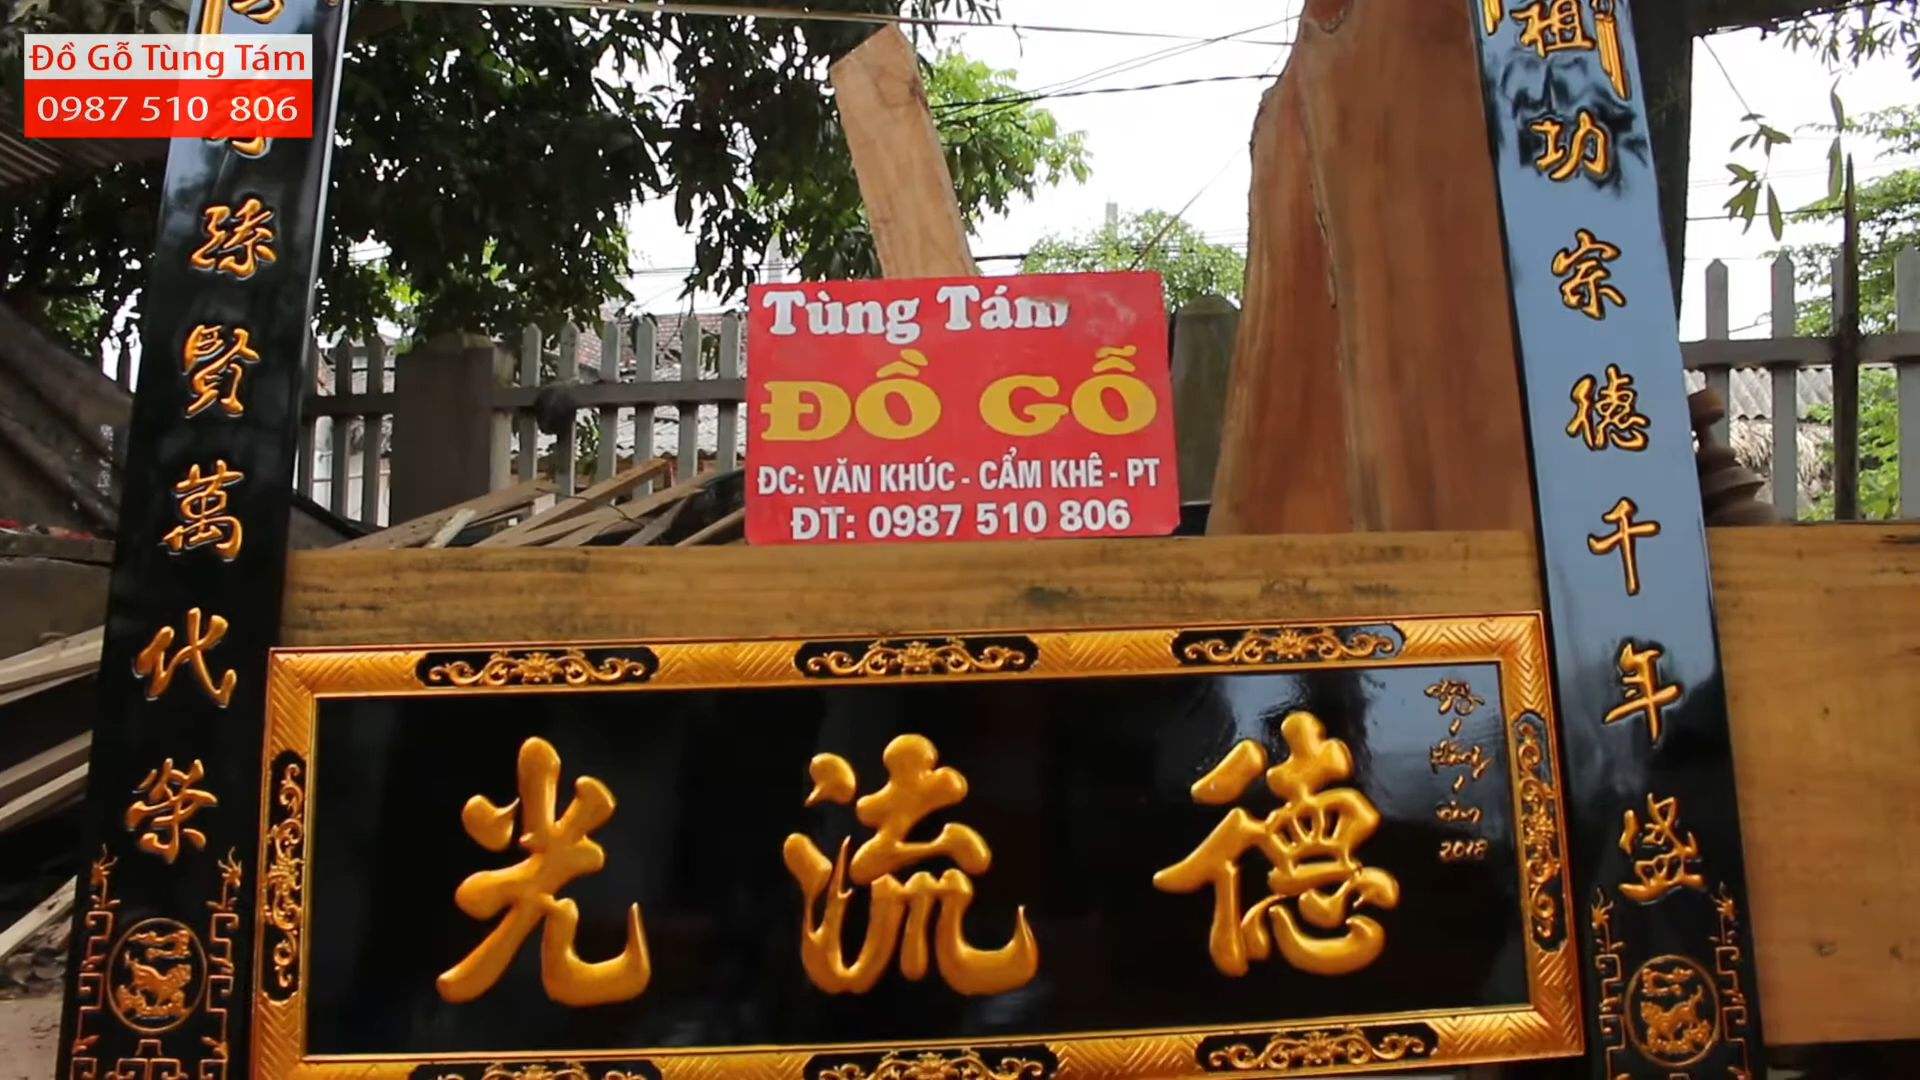 Đồ Gỗ Tùng Tám
0987 510 806
Tùng Tám
ĐỒ GỖ
ĐC: VĂN KHÚC - CẨM KHÊ - PT
ĐT: 0987 510 806
祖功宗德千年盛
孫賢萬代榮
光流德
2018